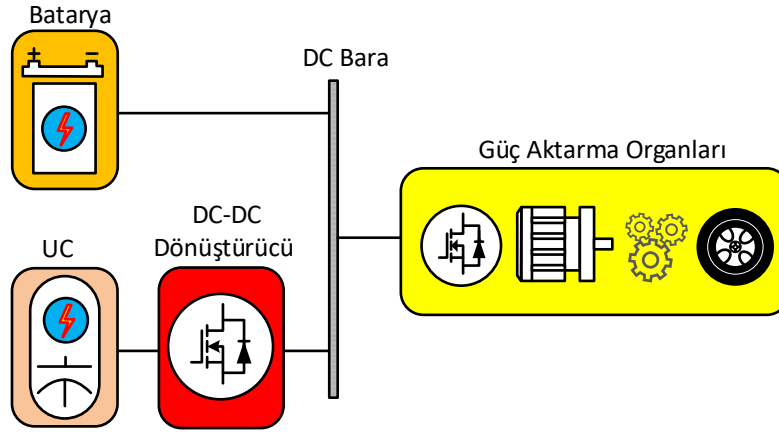 Batarya
+ −
DC Bara
Güç Aktarma Organları
DC-DC
Dönüştürücü
UC